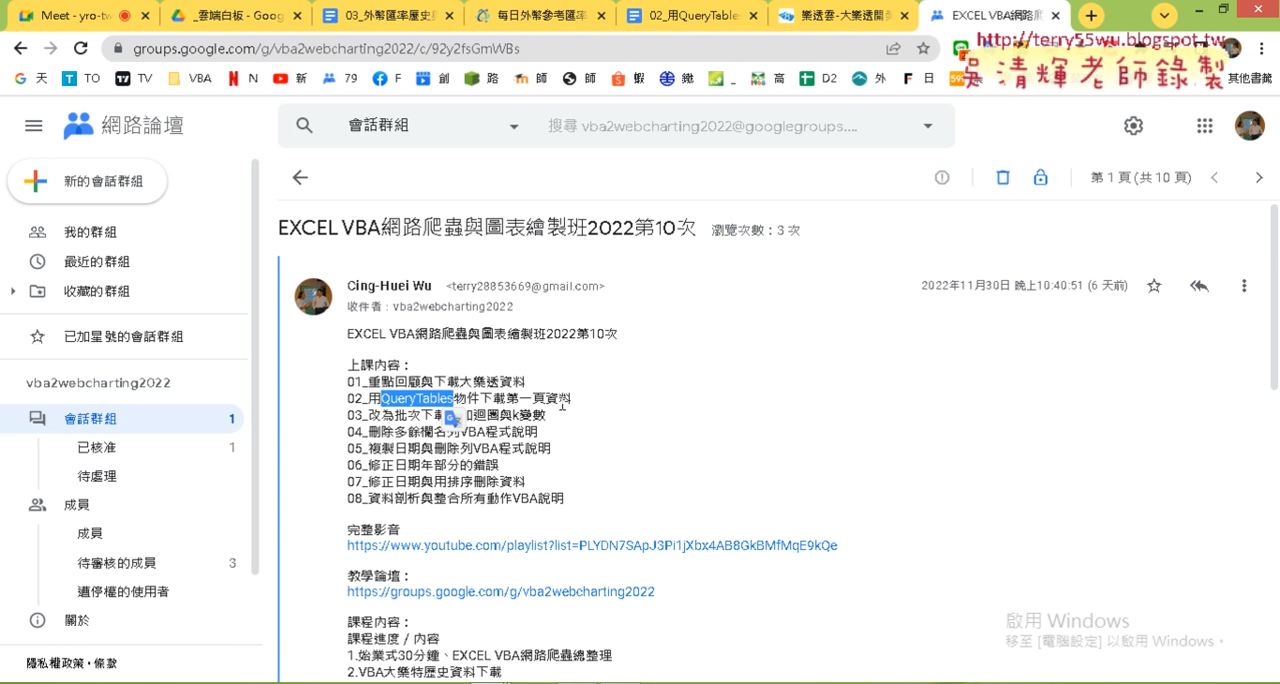 Meet - yro-tw
_雲端白板 - Goog
03_外幣匯率歷史
每日外幣參考匯率
02_用QueryTable
樂透雲-大樂透開獎
EXCEL VBA網路爬
groups.google.com/g/vba2webcharting2022/c/92y2fsGmWBs
http://terry55wu.blogspot.tw
吳清輝老師錄製
天 TO TV VBA N 新 79 F 創 路 師 師 蝦 鐵 _ 高 D2 外 日 其他書籤
網路論壇
會話群組
搜尋 vba2webcharting2022@googlegroups....
新的會話群組
第 1 頁 (共 10 頁)
我的群組
最近的群組
收藏的群組
已加星號的會話群組
vba2webcharting2022
會話群組 1
已核准 1
待處理
成員
成員
待審核的成員 3
遭停權的使用者
關於
隱私權政策 · 條款
EXCEL VBA網路爬蟲與圖表繪製班2022第10次 瀏覽次數：3 次
Cing-Huei Wu <terry28853669@gmail.com>
2022年11月30日 晚上10:40:51 (6 天前)
收件者：vba2webcharting2022
EXCEL VBA網路爬蟲與圖表繪製班2022第10次
上課內容：
01_重點回顧與下載大樂透資料
02_用QueryTables物件下載第一頁資料
03_改為批次下載 迴圈與k變數
04_刪除多餘欄名列VBA程式說明
05_複製日期與刪除列VBA程式說明
06_修正日期年部分的錯誤
07_修正日期與用排序刪除資料
08_資料剖析與整合所有動作VBA說明
完整影音
https://www.youtube.com/playlist?list=PLYDN7SApJ3Pi1jXbx4AB8GkBMfMqE9kQe
教學論壇：
https://groups.google.com/g/vba2webcharting2022
課程內容：
課程進度 / 內容
1.始業式30分鐘、EXCEL VBA網路爬蟲總整理
2.VBA大樂特歷史資料下載
啟用 Windows
移至 [電腦設定] 以啟用 Windows。